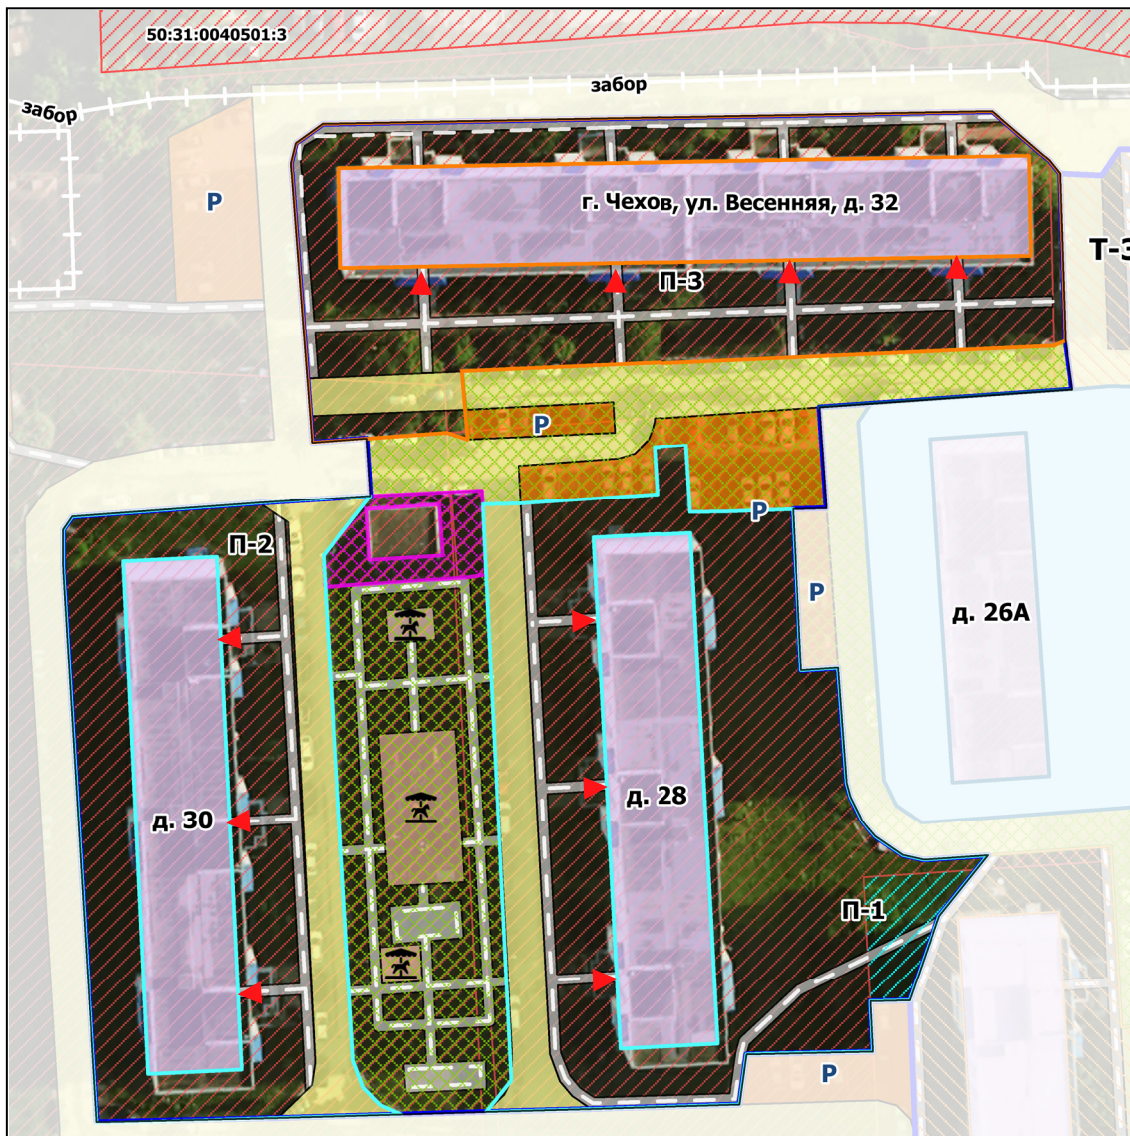 50:31:0040501:3
забор
забор
Р
г. Чехов, ул. Весенняя, д. 32
Т-3
П-3
Р
Р
П-2
Р
д. 26А
д. 30
д. 28
П-1
Р